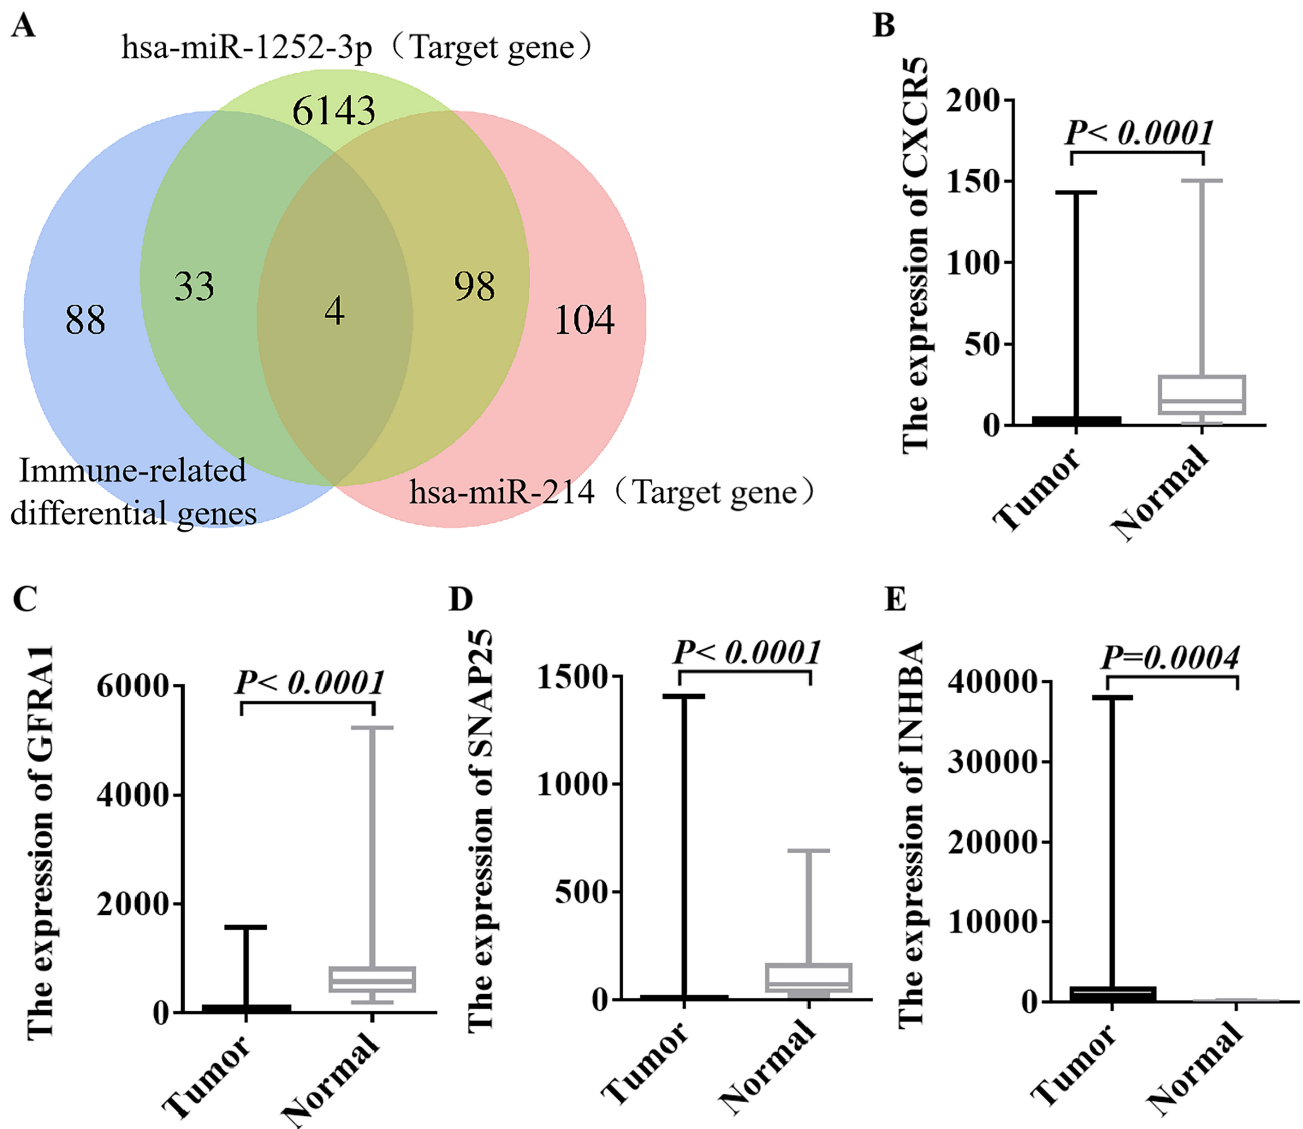 A
hsa-miR-1252-3p（Target gene）
6143
33
98
88
4
104
Immune-related
differential genes
hsa-miR-214（Target gene）
B
The expression of CXCR5
200
150
100
50
0
P< 0.0001
Tumor
Normal
C
The expression of GFRA1
6000
4000
2000
0
P< 0.0001
Tumor
Normal
D
The expression of SNAP25
1500
1000
500
0
P< 0.0001
Tumor
Normal
E
The expression of INHBA
40000
30000
20000
10000
0
P=0.0004
Tumor
Normal